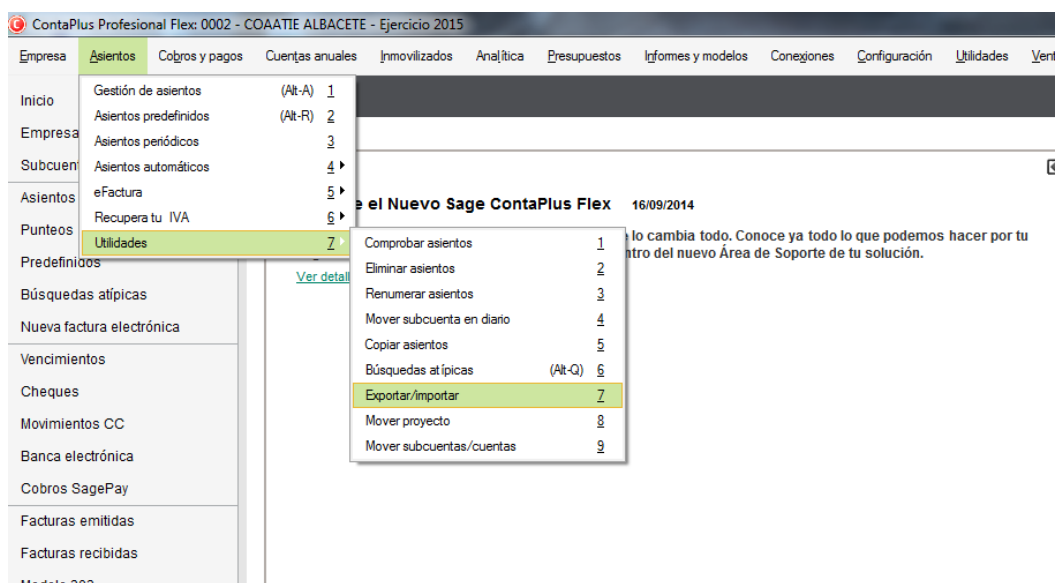 ContaPlus Profesional Flex: 0002 - COAATIE ALBACETE - Ejercicio 2015
Empresa Asientos Cobros y pagos Cuentas anuales Inmovilizados Analítica Presupuestos Informes y modelos Conexiones Configuración Utilidades Vent
Inicio
Empresa
Subcuen
Asientos
Punteos
Predefinidos
Búsquedas atípicas
Nueva factura electrónica
Vencimientos
Cheques
Movimientos CC
Banca electrónica
Cobros SagePay
Facturas emitidas
Facturas recibidas
Gestión de asientos (Alt-A) 1
Asientos predefinidos (Alt-R) 2
Asientos periódicos 3
Asientos automáticos 4
eFactura 5
Recupera tu IVA 6
Utilidades 7
e el Nuevo Sage ContaPlus Flex 16/09/2014
lo cambia todo. Conoce ya todo lo que podemos hacer por tu
ntro del nuevo Área de Soporte de tu solución.
Ver detall
Comprobar asientos 1
Eliminar asientos 2
Renumerar asientos 3
Mover subcuenta en diario 4
Copiar asientos 5
Búsquedas atípicas (Alt-Q) 6
Exportar/importar 7
Mover proyecto 8
Mover subcuentas/cuentas 9